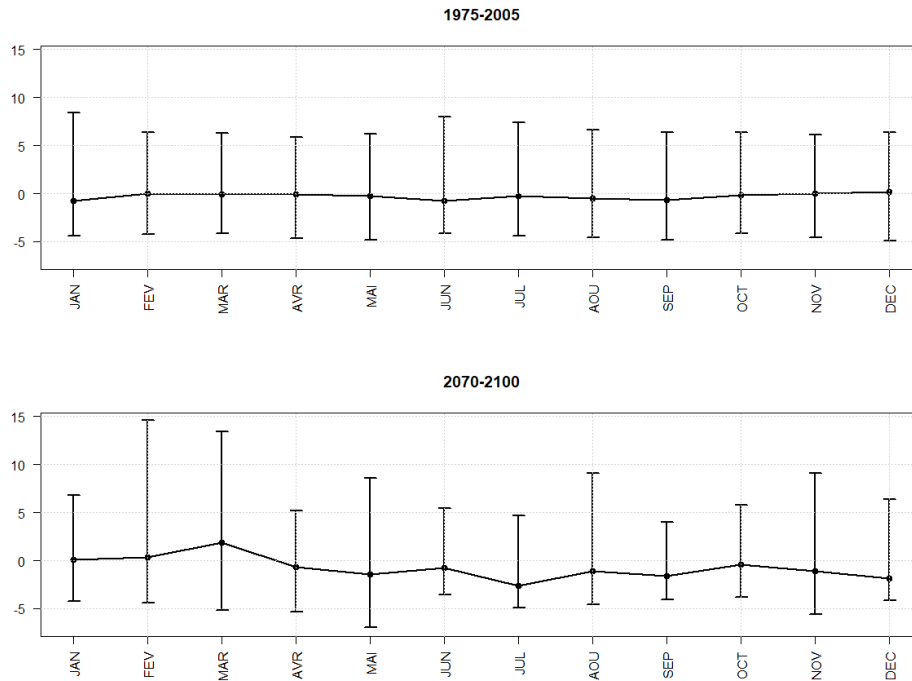 1975-2005
15
10
5
0
-5
JAN
FEV
MAR
AVR
MAI
JUN
JUL
AOU
SEP
OCT
NOV
DEC
2070-2100
15
10
5
0
-5
JAN
FEV
MAR
AVR
MAI
JUN
JUL
AOU
SEP
OCT
NOV
DEC